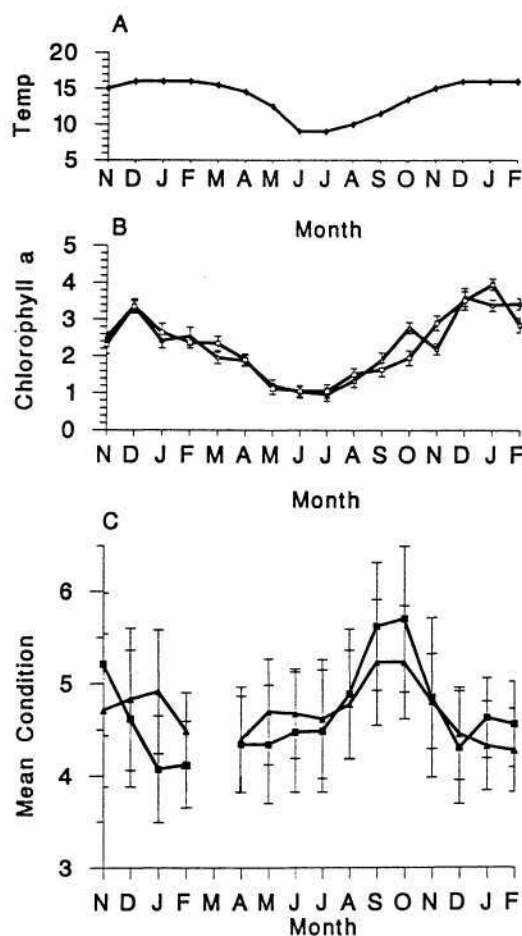 A
20
15
10
5
Temp
N D J F M A M J J A S O N D J F
Month
B
5
4
3
2
1
0
Chlorophyll a
N D J F M A M J J A S O N D J F
Month
C
6
5
4
3
Mean Condition
N D J F M A M J J A S O N D J F
Month